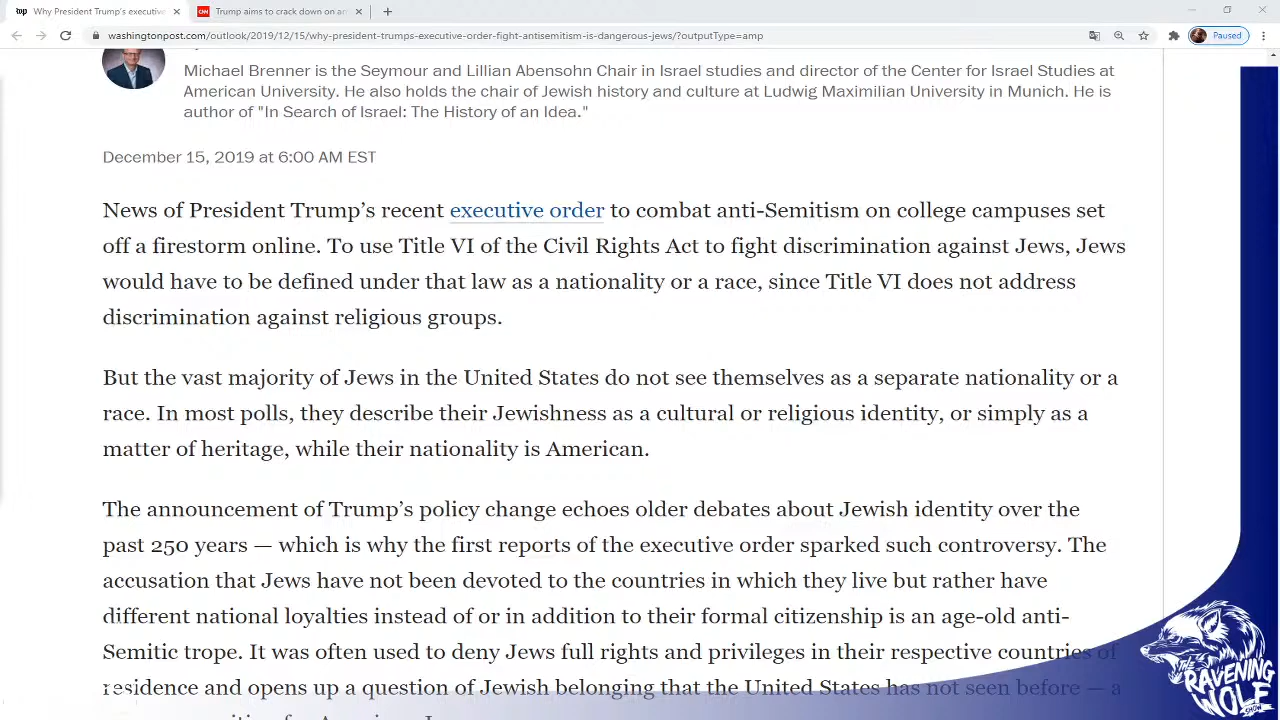 Why President Trump's executiv
CNN
Trump aims to crack down on an
washingtonpost.com/outlook/2019/12/15/why-president-trumps-executive-order-fight-antisemitism-is-dangerous-jews/?outputType=amp
Paused
Michael Brenner is the Seymour and Lillian Abensohn Chair in Israel studies and director of the Center for Israel Studies at
American University. He also holds the chair of Jewish history and culture at Ludwig Maximilian University in Munich. He is
author of "In Search of Israel: The History of an Idea."
December 15, 2019 at 6:00 AM EST
News of President Trump’s recent executive order to combat anti-Semitism on college campuses set
off a firestorm online. To use Title VI of the Civil Rights Act to fight discrimination against Jews, Jews
would have to be defined under that law as a nationality or a race, since Title VI does not address
discrimination against religious groups.
But the vast majority of Jews in the United States do not see themselves as a separate nationality or a
race. In most polls, they describe their Jewishness as a cultural or religious identity, or simply as a
matter of heritage, while their nationality is American.
The announcement of Trump’s policy change echoes older debates about Jewish identity over the
past 250 years — which is why the first reports of the executive order sparked such controversy. The
accusation that Jews have not been devoted to the countries in which they live but rather have
different national loyalties instead of or in addition to their formal citizenship is an age-old anti-
Semitic trope. It was often used to deny Jews full rights and privileges in their respective countries of
residence and opens up a question of Jewish belonging that the United States has not seen before — a
THE
RAVENING
WOLF